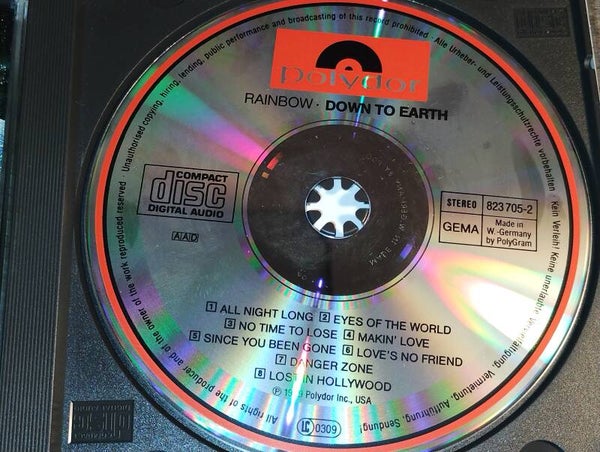 Unauthorised copying, hiring, lending, public performance and broadcasting of this record prohibited · Alle Urheber- und Leistungsschutzrechte vorbehalten · Kein Verleih! Keine unerlaubte Vervielfältigung, Vermietung, Aufführung, Sendung!
All rights of the producer and of the owner of the work reproduced reserved ·
polydor
RAINBOW · DOWN TO EARTH
COMPACT
disc
DIGITAL AUDIO
AAD
STEREO 823 705-2
GEMA Made in
W.-Germany
by PolyGram
1 ALL NIGHT LONG 2 EYES OF THE WORLD
3 NO TIME TO LOSE 4 MAKIN' LOVE
5 SINCE YOU BEEN GONE 6 LOVE'S NO FRIEND
7 DANGER ZONE
8 LOST IN HOLLYWOOD
℗ 1979 Polydor Inc., USA
LC 0309
COMPACT
disc
DIGITAL AUDIO